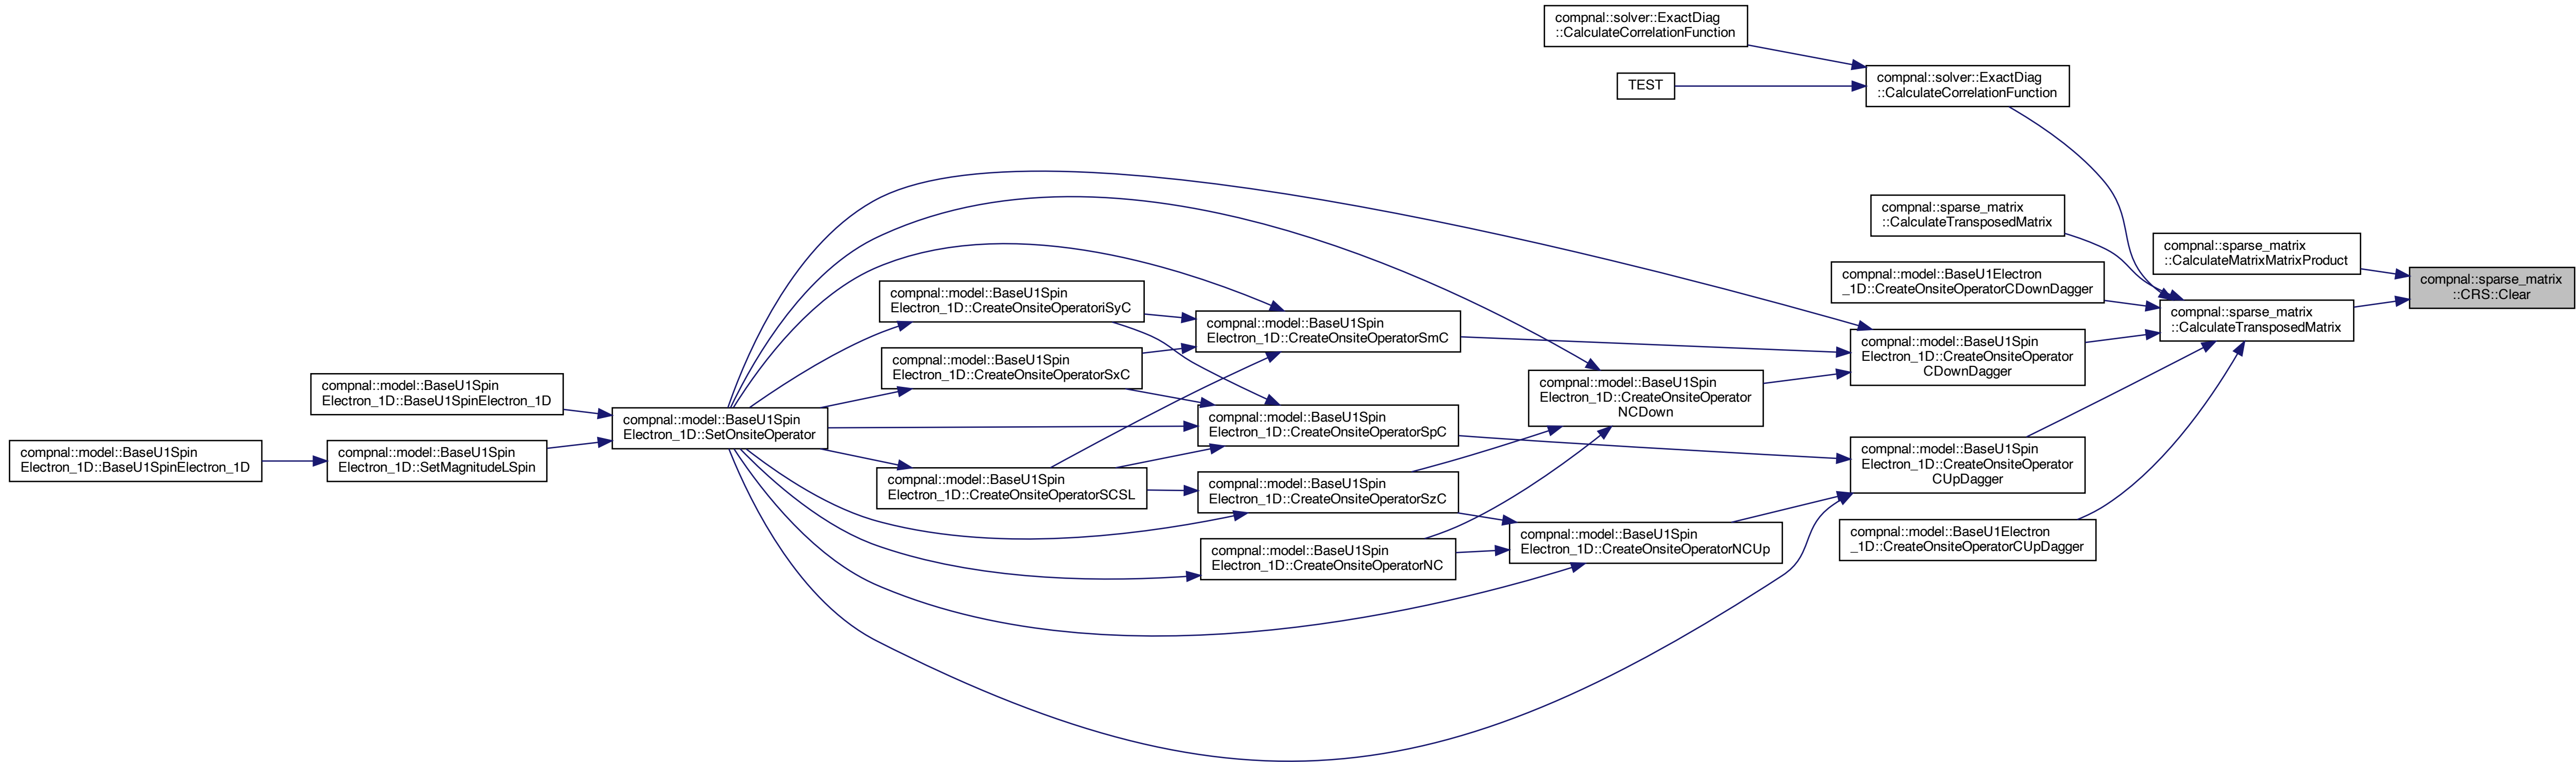 compnal::solver::ExactDiag
::CalculateCorrelationFunction
TEST
compnal::solver::ExactDiag
::CalculateCorrelationFunction
compnal::sparse_matrix
::CalculateTransposedMatrix
compnal::sparse_matrix
::CalculateMatrixMatrixProduct
compnal::sparse_matrix
::CRS::Clear
compnal::model::BaseU1Electron
_1D::CreateOnsiteOperatorCDownDagger
compnal::sparse_matrix
::CalculateTransposedMatrix
compnal::model::BaseU1Spin
Electron_1D::CreateOnsiteOperatoriSyC
compnal::model::BaseU1Spin
Electron_1D::CreateOnsiteOperatorSmC
compnal::model::BaseU1Spin
Electron_1D::CreateOnsiteOperator
CDownDagger
compnal::model::BaseU1Spin
Electron_1D::CreateOnsiteOperatorSxC
compnal::model::BaseU1Spin
Electron_1D::CreateOnsiteOperator
NCDown
compnal::model::BaseU1Spin
Electron_1D::BaseU1SpinElectron_1D
compnal::model::BaseU1Spin
Electron_1D::SetOnsiteOperator
compnal::model::BaseU1Spin
Electron_1D::CreateOnsiteOperatorSpC
compnal::model::BaseU1Spin
Electron_1D::BaseU1SpinElectron_1D
compnal::model::BaseU1Spin
Electron_1D::SetMagnitudeLSpin
compnal::model::BaseU1Spin
Electron_1D::CreateOnsiteOperatorSCSL
compnal::model::BaseU1Spin
Electron_1D::CreateOnsiteOperatorSzC
compnal::model::BaseU1Spin
Electron_1D::CreateOnsiteOperator
CUpDagger
compnal::model::BaseU1Spin
Electron_1D::CreateOnsiteOperatorNC
compnal::model::BaseU1Spin
Electron_1D::CreateOnsiteOperatorNCUp
compnal::model::BaseU1Electron
_1D::CreateOnsiteOperatorCUpDagger